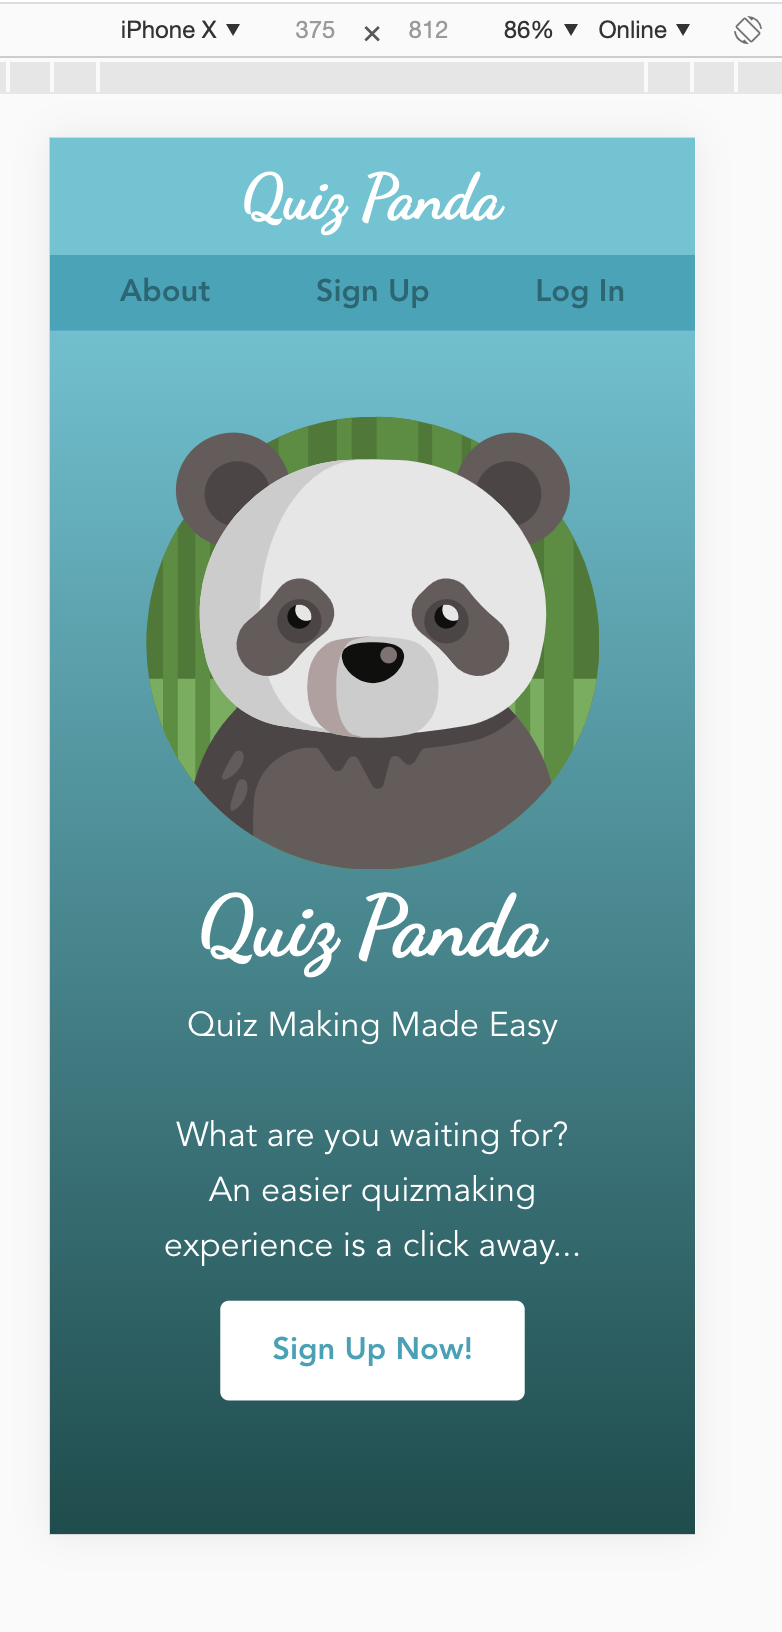 iPhone X ▼ 375 × 812 86% ▼ Online ▼
Quiz Panda
About Sign Up Log In
Quiz Panda
Quiz Making Made Easy
What are you waiting for?
An easier quizmaking
experience is a click away...
Sign Up Now!